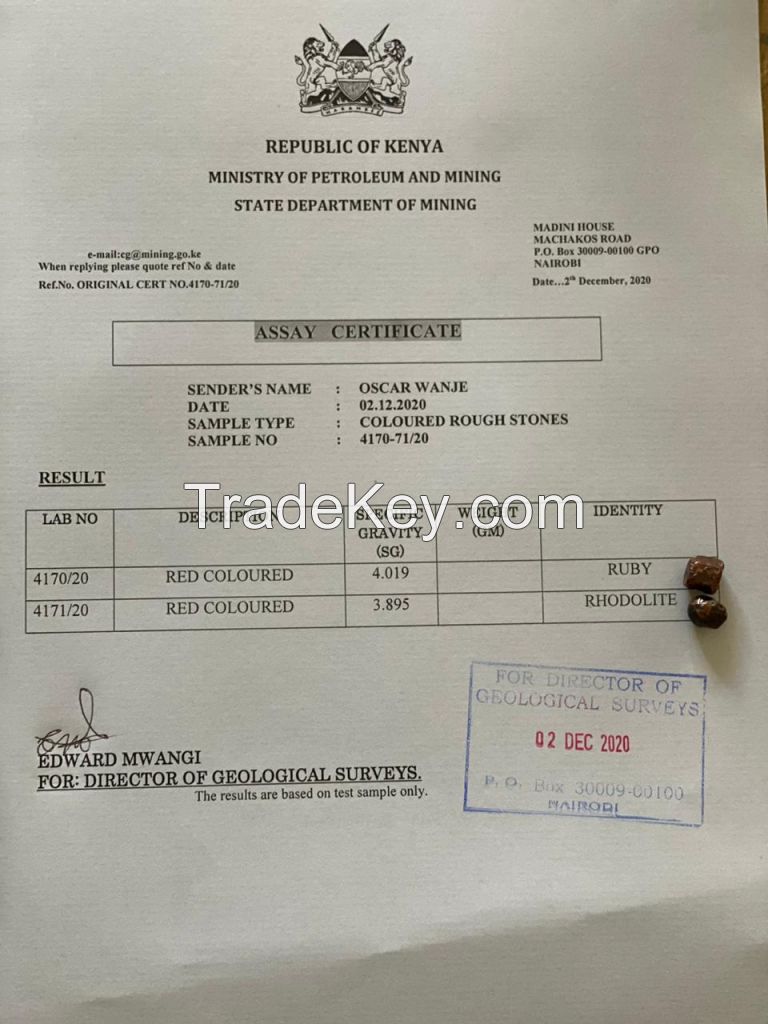 HARAMBEE
REPUBLIC OF KENYA
MINISTRY OF PETROLEUM AND MINING
STATE DEPARTMENT OF MINING
MADINI HOUSE
MACHAKOS ROAD
P.O. Box 30009-00100 GPO
NAIROBI
e-mail:cg@mining.go.ke
When replying please quote ref No & date
Ref.No. ORIGINAL CERT NO.4170-71/20
Date...2th December, 2020
ASSAY CERTIFICATE
SENDER'S NAME : OSCAR WANJE
DATE : 02.12.2020
SAMPLE TYPE : COLOURED ROUGH STONES
SAMPLE NO : 4170-71/20
RESULT
TradeKey.com
LAB NO DESCRIPTION SPECIFIC GRAVITY (SG) WEIGHT (GM) IDENTITY
4170/20 RED COLOURED 4.019 RUBY
4171/20 RED COLOURED 3.895 RHODOLITE
EDWARD MWANGI
FOR: DIRECTOR OF GEOLOGICAL SURVEYS.
The results are based on test sample only.
FOR DIRECTOR OF
GEOLOGICAL SURVEYS
02 DEC 2020
P. O. Box 30009-00100
NAIROBI